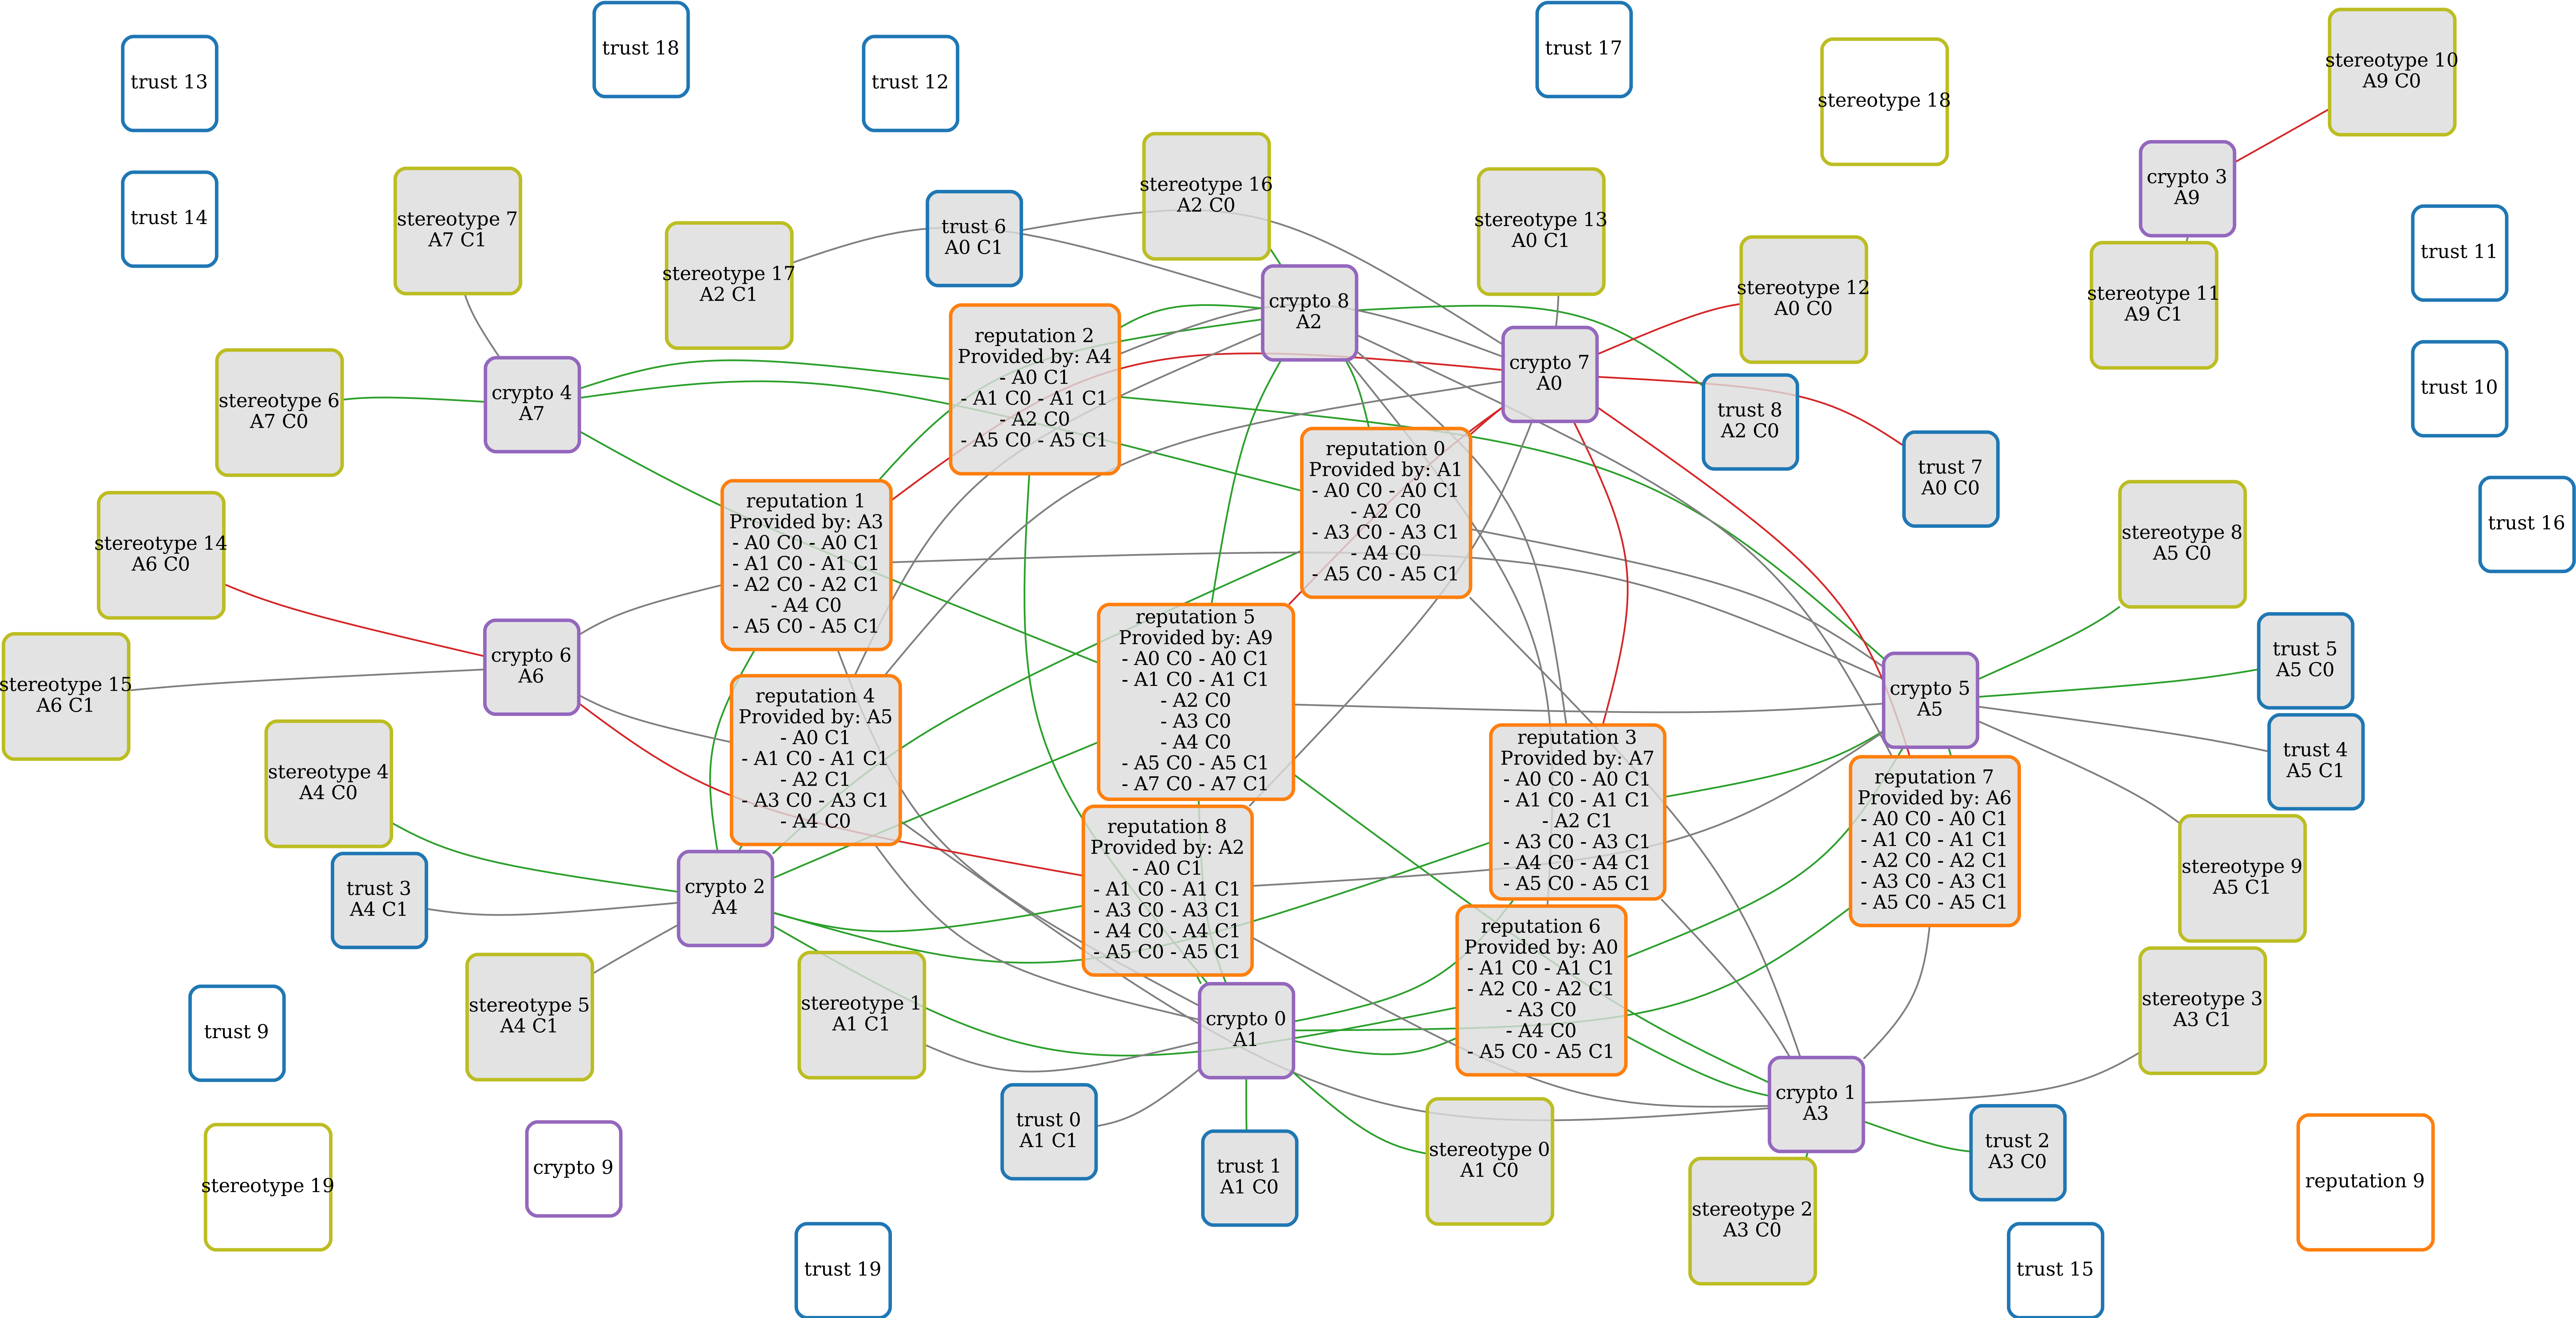 trust 13
trust 18
trust 12
trust 17
stereotype 18
stereotype 10
A9 C0
trust 14
stereotype 7
A7 C1
stereotype 17
A2 C1
trust 6
A0 C1
stereotype 16
A2 C0
stereotype 13
A0 C1
stereotype 12
A0 C0
crypto 3
A9
stereotype 11
A9 C1
trust 11
trust 10
crypto 8
A2
crypto 7
A0
reputation 2
Provided by: A4
- A0 C1
- A1 C0 - A1 C1
- A2 C0
- A5 C0 - A5 C1
stereotype 6
A7 C0
crypto 4
A7
trust 8
A2 C0
trust 7
A0 C0
reputation 0
Provided by: A1
- A0 C0 - A0 C1
- A2 C0
- A3 C0 - A3 C1
- A4 C0
- A5 C0 - A5 C1
reputation 1
Provided by: A3
- A0 C0 - A0 C1
- A1 C0 - A1 C1
- A2 C0 - A2 C1
- A4 C0
- A5 C0 - A5 C1
stereotype 14
A6 C0
stereotype 8
A5 C0
trust 16
stereotype 15
A6 C1
crypto 6
A6
reputation 5
Provided by: A9
- A0 C0 - A0 C1
- A1 C0 - A1 C1
- A2 C0
- A3 C0
- A4 C0
- A5 C0 - A5 C1
- A7 C0 - A7 C1
crypto 5
A5
trust 5
A5 C0
trust 4
A5 C1
reputation 4
Provided by: A5
- A0 C1
- A1 C0 - A1 C1
- A2 C1
- A3 C0 - A3 C1
- A4 C0
stereotype 4
A4 C0
reputation 3
Provided by: A7
- A0 C0 - A0 C1
- A1 C0 - A1 C1
- A2 C1
- A3 C0 - A3 C1
- A4 C0 - A4 C1
- A5 C0 - A5 C1
reputation 7
Provided by: A6
- A0 C0 - A0 C1
- A1 C0 - A1 C1
- A2 C0 - A2 C1
- A3 C0 - A3 C1
- A5 C0 - A5 C1
reputation 8
Provided by: A2
- A0 C1
- A1 C0 - A1 C1
- A3 C0 - A3 C1
- A4 C0 - A4 C1
- A5 C0 - A5 C1
trust 3
A4 C1
crypto 2
A4
stereotype 9
A5 C1
reputation 6
Provided by: A0
- A1 C0 - A1 C1
- A2 C0 - A2 C1
- A3 C0
- A4 C0
- A5 C0 - A5 C1
trust 9
stereotype 5
A4 C1
stereotype 1
A1 C1
crypto 0
A1
stereotype 3
A3 C1
crypto 1
A3
trust 0
A1 C1
trust 1
A1 C0
stereotype 0
A1 C0
trust 2
A3 C0
stereotype 19
crypto 9
stereotype 2
A3 C0
reputation 9
trust 19
trust 15